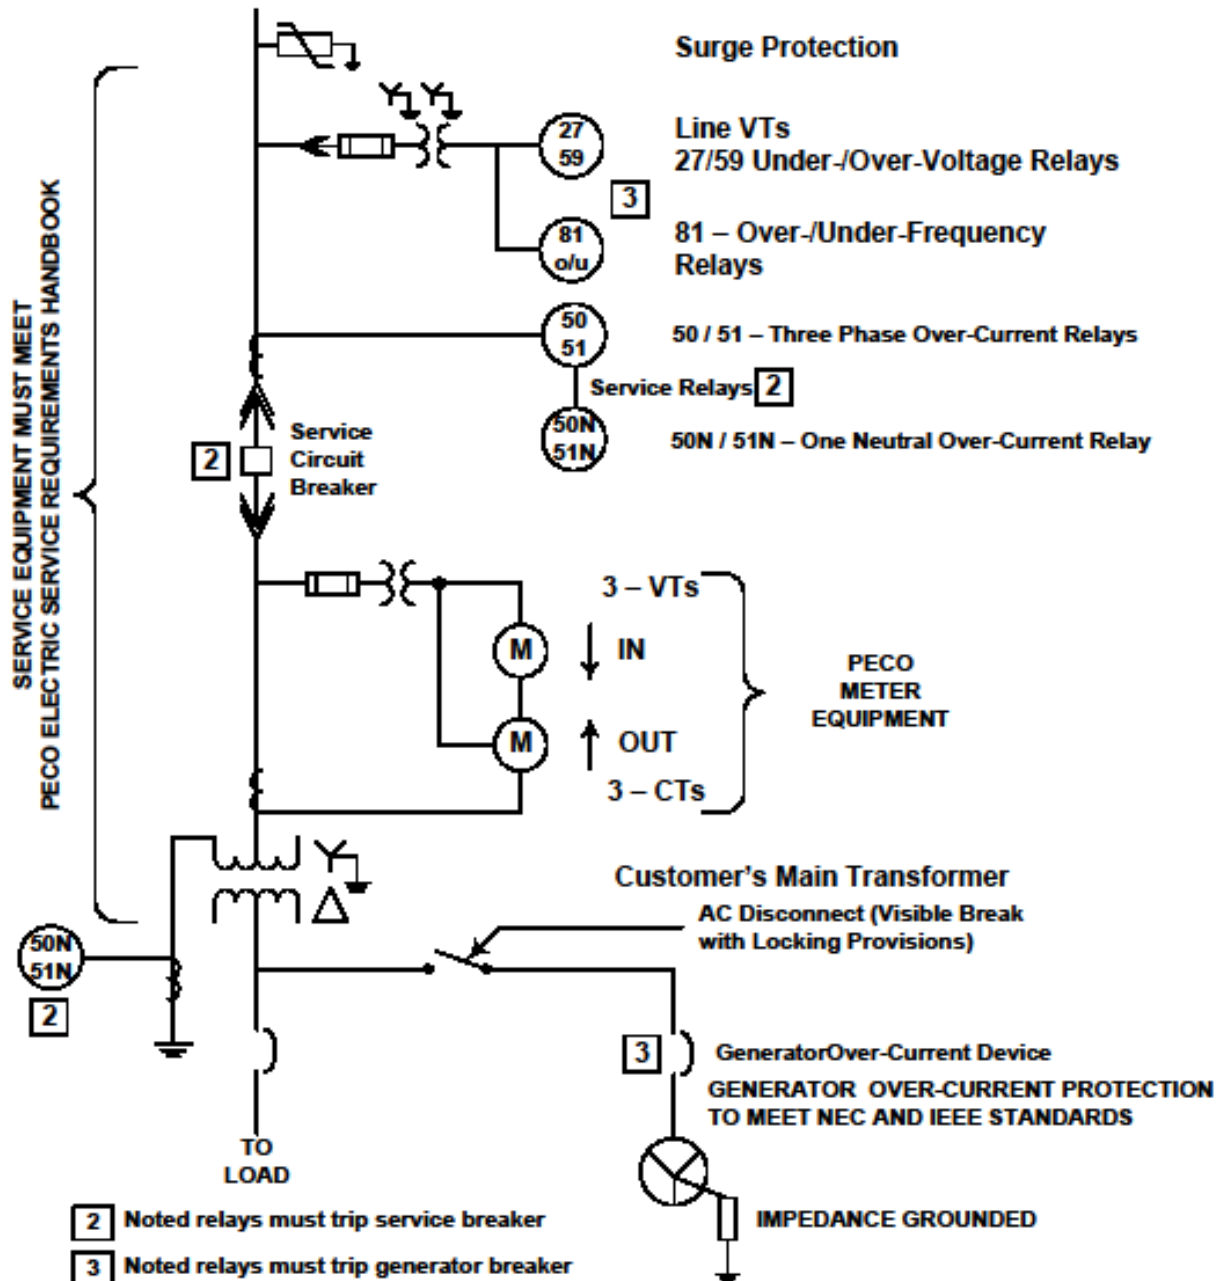 Surge Protection
27
59
Line VTs
27/59 Under-/Over-Voltage Relays
3
81
o/u
81 – Over-/Under-Frequency
Relays
SERVICE EQUIPMENT MUST MEET
PECO ELECTRIC SERVICE REQUIREMENTS HANDBOOK
50
51
50 / 51 – Three Phase Over-Current Relays
Service Relays 2
50N
51N
50N / 51N – One Neutral Over-Current Relay
2
Service
Circuit
Breaker
3 – VTs
M
IN
M
OUT
3 – CTs
PECO
METER
EQUIPMENT
Customer's Main Transformer
AC Disconnect (Visible Break
with Locking Provisions)
50N
51N
2
3
GeneratorOver-Current Device
GENERATOR OVER-CURRENT PROTECTION
TO MEET NEC AND IEEE STANDARDS
TO
LOAD
IMPEDANCE GROUNDED
2 Noted relays must trip service breaker
3 Noted relays must trip generator breaker